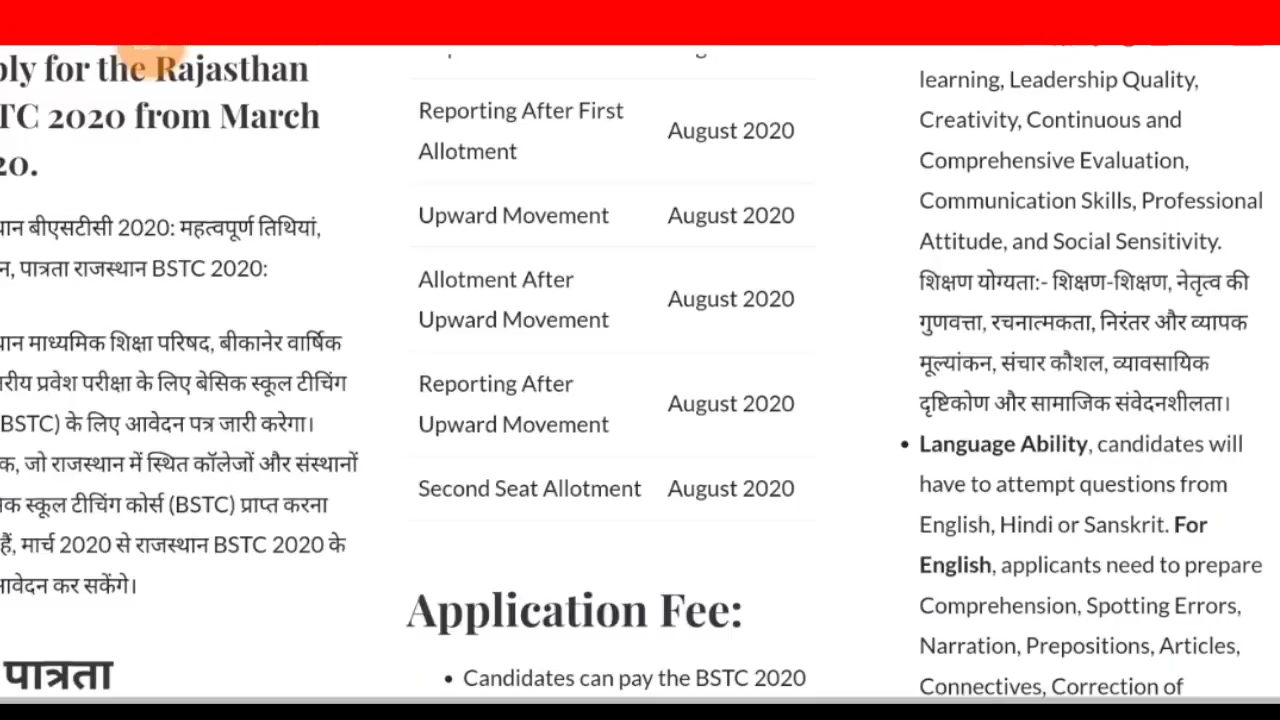 ply for the Rajasthan
TC 2020 from March
20.
ान बीएसटीसी 2020: महत्वपूर्ण तिथियां,
न, पात्रता राजस्थान BSTC 2020:
ान माध्यमिक शिक्षा परिषद, बीकानेर वार्षिक
रीय प्रवेश परीक्षा के लिए बेसिक स्कूल टीचिंग
BSTC) के लिए आवेदन पत्र जारी करेगा।
क, जो राजस्थान में स्थित कॉलेजों और संस्थानों
क स्कूल टीचिंग कोर्स (BSTC) प्राप्त करना
हैं, मार्च 2020 से राजस्थान BSTC 2020 के
आवेदन कर सकेंगे।
पात्रता
Reporting After First August 2020
Allotment
Upward Movement August 2020
Allotment After August 2020
Upward Movement
Reporting After August 2020
Upward Movement
Second Seat Allotment August 2020
Application Fee:
• Candidates can pay the BSTC 2020
learning, Leadership Quality,
Creativity, Continuous and
Comprehensive Evaluation,
Communication Skills, Professional
Attitude, and Social Sensitivity.
शिक्षण योग्यता:- शिक्षण-शिक्षण, नेतृत्व की
गुणवत्ता, रचनात्मकता, निरंतर और व्यापक
मूल्यांकन, संचार कौशल, व्यावसायिक
दृष्टिकोण और सामाजिक संवेदनशीलता।
• Language Ability, candidates will
have to attempt questions from
English, Hindi or Sanskrit. For
English, applicants need to prepare
Comprehension, Spotting Errors,
Narration, Prepositions, Articles,
Connectives, Correction of